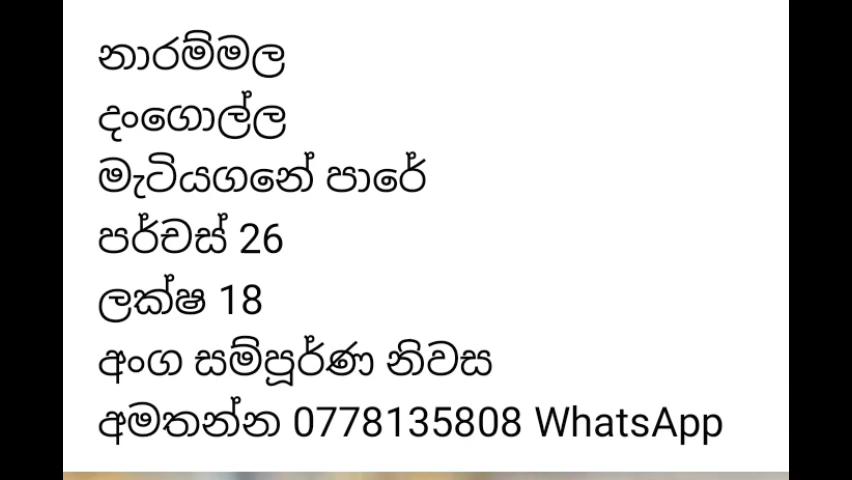 නාරම්මල
දංගොල්ල
මැටියගනේ පාරේ
පර්චස් 26
ලක්ෂ 18
අංග සම්පූර්ණ නිවස
අමතන්න 0778135808 WhatsApp